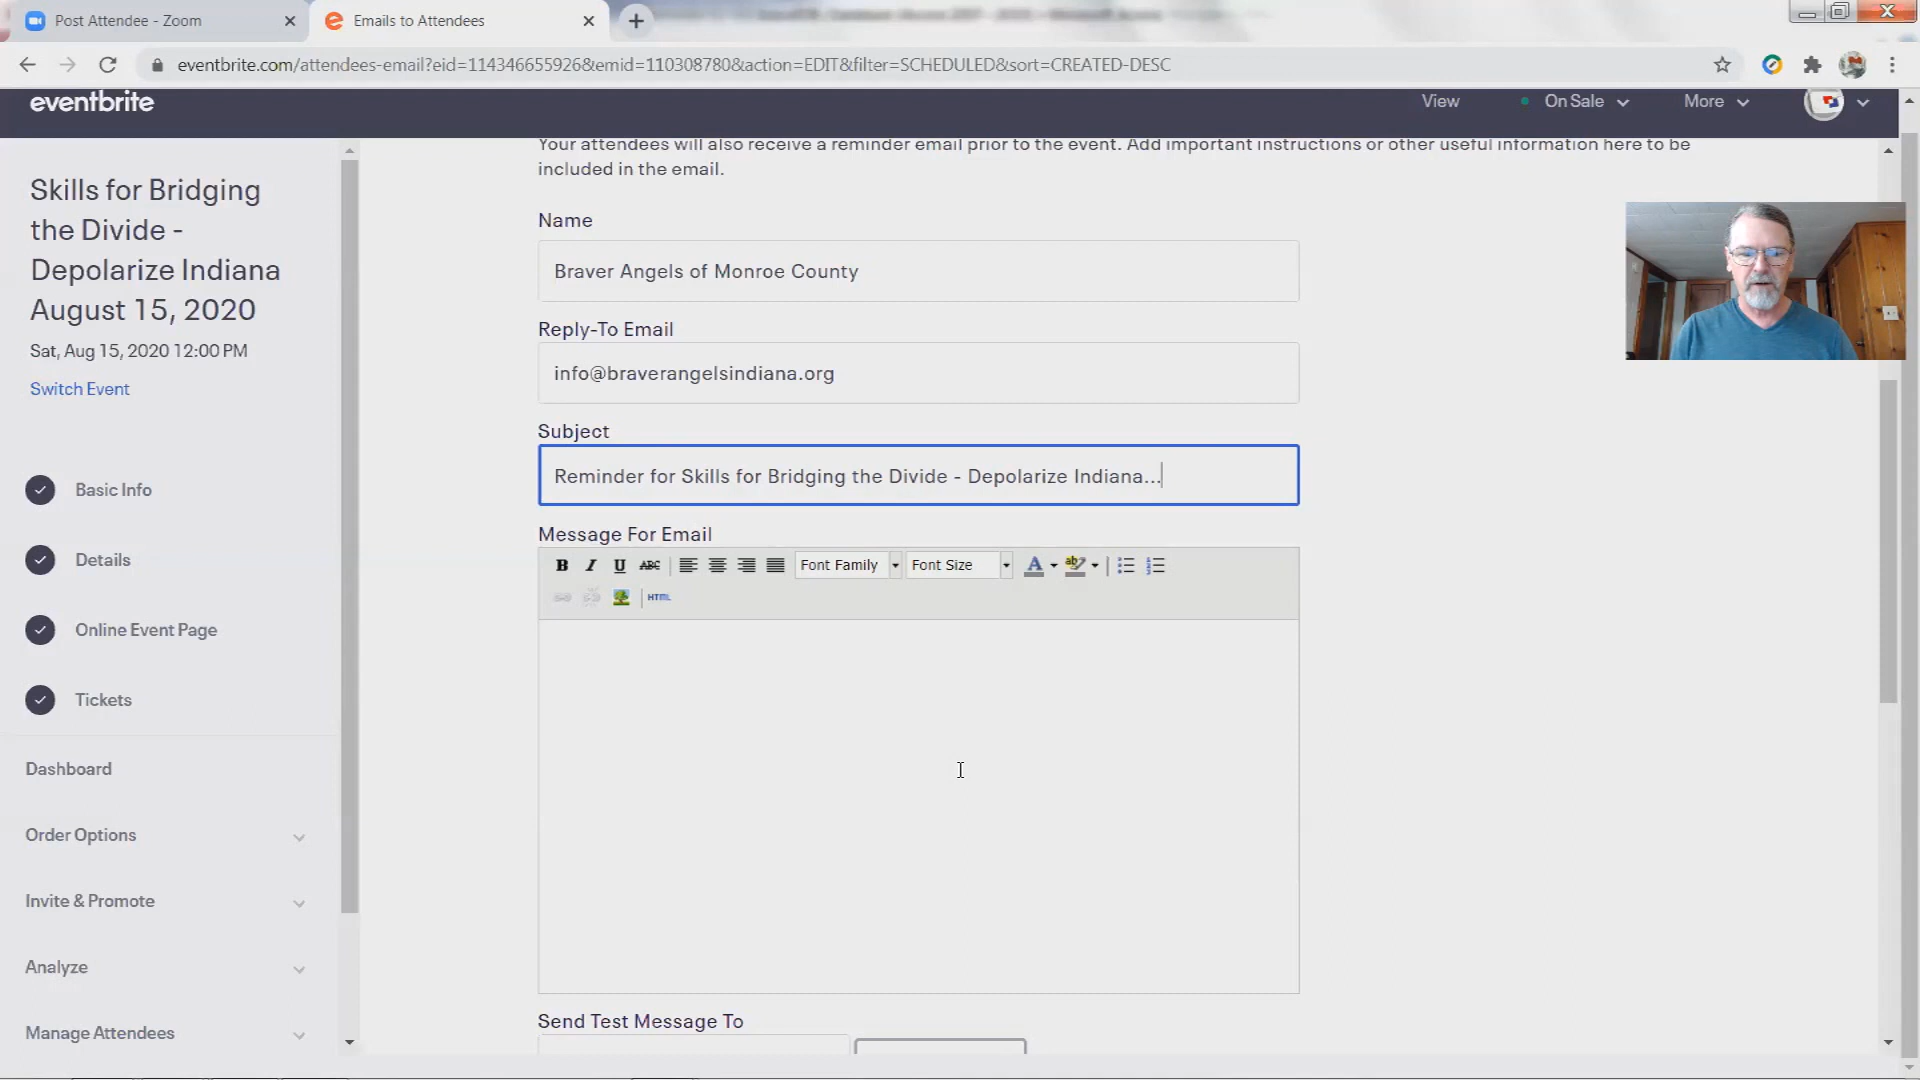 Post Attendee - Zoom
Emails to Attendees
eventbrite.com/attendees-email?eid=114346655926&emid=110308780&action=EDIT&filter=SCHEDULED&sort=CREATED-DESC
eventbrite
View
On Sale
More
Skills for Bridging
the Divide -
Depolarize Indiana
August 15, 2020
Sat, Aug 15, 2020 12:00 PM
Switch Event
Basic Info
Details
Online Event Page
Tickets
Dashboard
Order Options
Invite & Promote
Analyze
Manage Attendees
Your attendees will also receive a reminder email prior to the event. Add important instructions or other useful information here to be
included in the email.
Name
Braver Angels of Monroe County
Reply-To Email
info@braverangelsindiana.org
Subject
Reminder for Skills for Bridging the Divide - Depolarize Indiana...
Message For Email
B I U ABC Font Family Font Size A ab
HTML
Send Test Message To